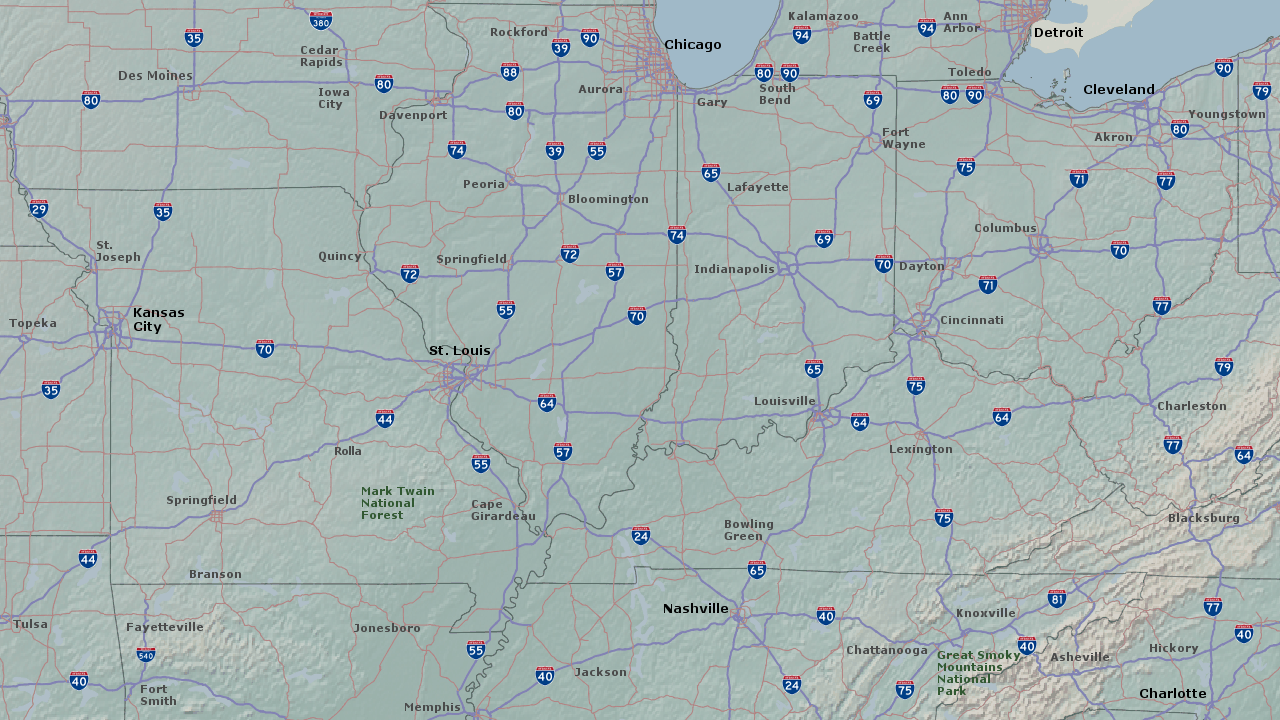 Kalamazoo
Ann
Arbor
Rockford
Battle
Creek
Detroit
Chicago
Cedar
Rapids
Des Moines
Toledo
Iowa
City
Aurora
South
Bend
Gary
Cleveland
Youngstown
Davenport
Akron
Fort
Wayne
Peoria
Lafayette
Bloomington
Columbus
St.
Joseph
Quincy
Springfield
Indianapolis
Dayton
Kansas
City
Topeka
Cincinnati
St. Louis
Louisville
Charleston
Rolla
Lexington
Mark Twain
National
Forest
Springfield
Cape
Girardeau
Bowling
Green
Blacksburg
Branson
Nashville
Knoxville
Tulsa
Fayetteville
Jonesboro
Chattanooga
Great Smoky
Mountains
National
Park
Asheville
Hickory
Jackson
Fort
Smith
Charlotte
Memphis
380
35
39
90
94
94
80
80
88
80
90
90
79
80
69
80
90
80
74
39
55
65
75
71
77
29
35
74
69
72
72
57
70
71
70
55
70
77
70
35
65
75
79
44
64
64
64
55
57
77
64
44
24
75
65
81
77
40
40
40
55
540
40
40
24
75